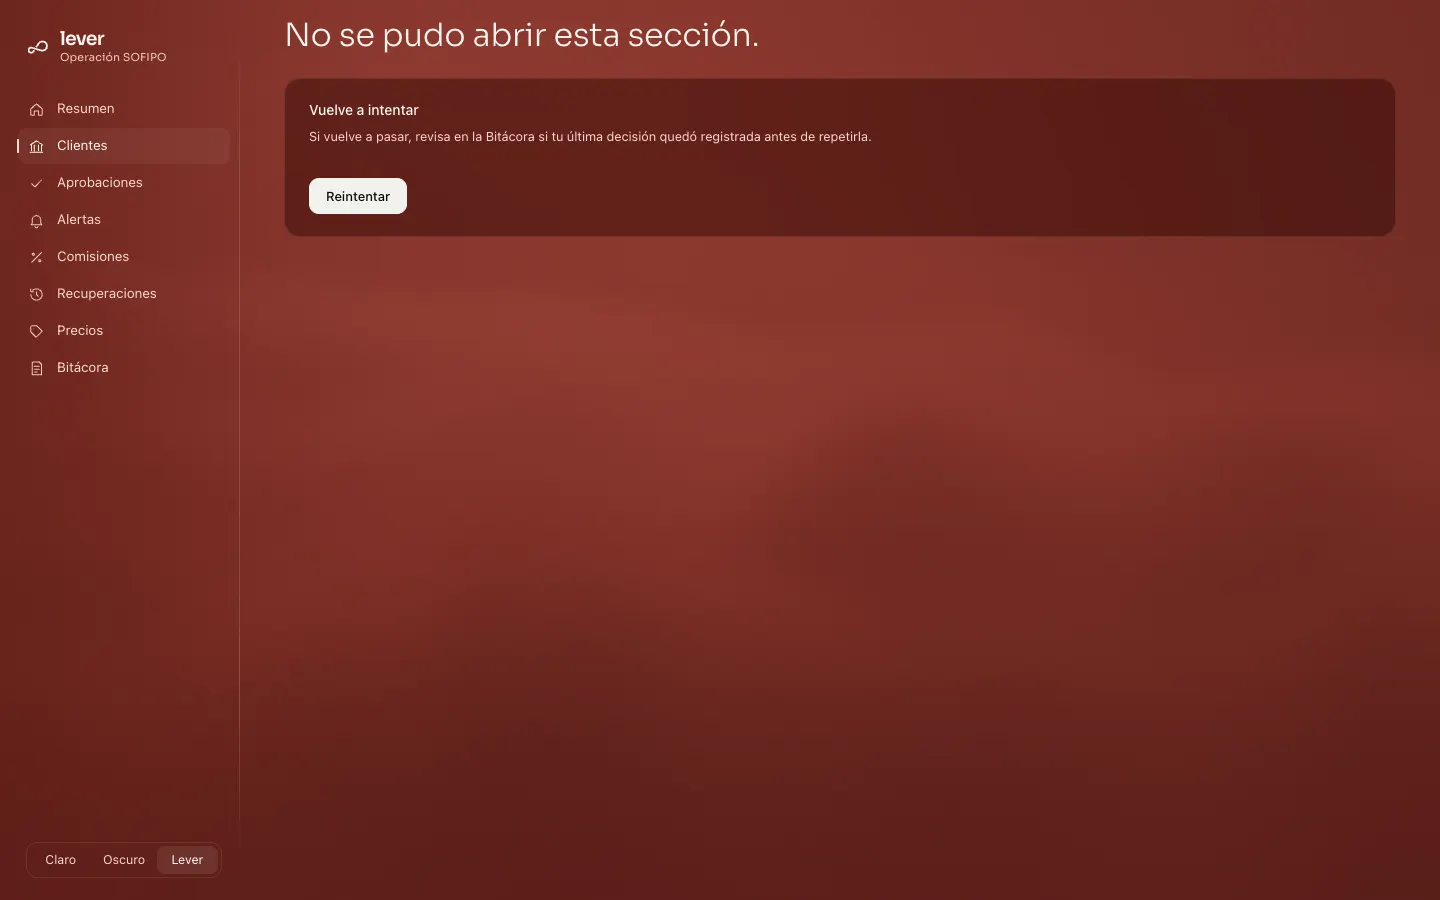 lever
Operación SOFIPO
Resumen
Clientes
Aprobaciones
Alertas
Comisiones
Recuperaciones
Precios
Bitácora
Claro Oscuro Lever
No se pudo abrir esta sección.
Vuelve a intentar
Si vuelve a pasar, revisa en la Bitácora si tu última decisión quedó registrada antes de repetirla.
Reintentar